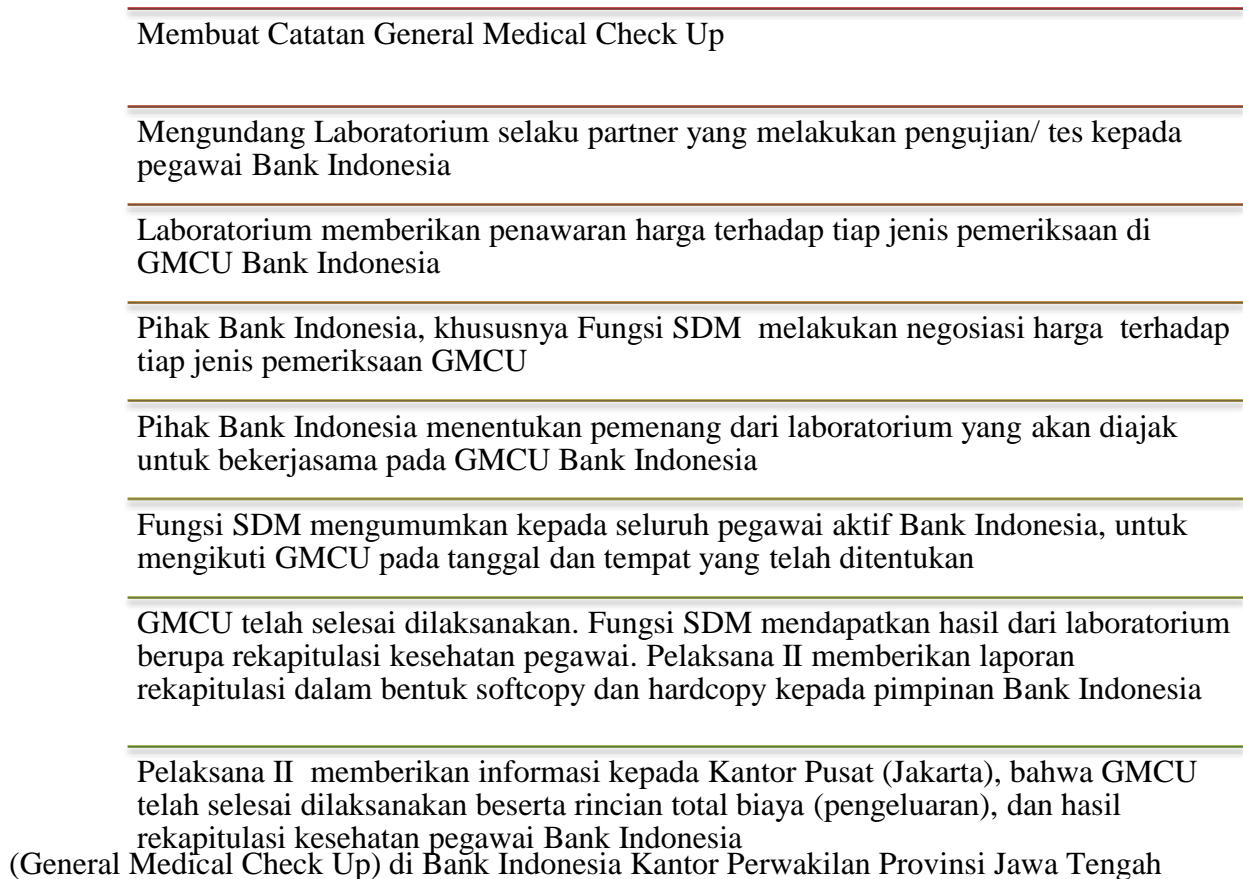 Membuat Catatan General Medical Check Up
Mengundang Laboratorium selaku partner yang melakukan pengujian/ tes kepada
pegawai Bank Indonesia
Laboratorium memberikan penawaran harga terhadap tiap jenis pemeriksaan di
GMCU Bank Indonesia
Pihak Bank Indonesia, khususnya Fungsi SDM melakukan negosiasi harga terhadap
tiap jenis pemeriksaan GMCU
Pihak Bank Indonesia menentukan pemenang dari laboratorium yang akan diajak
untuk bekerjasama pada GMCU Bank Indonesia
Fungsi SDM mengumumkan kepada seluruh pegawai aktif Bank Indonesia, untuk
mengikuti GMCU pada tanggal dan tempat yang telah ditentukan
GMCU telah selesai dilaksanakan. Fungsi SDM mendapatkan hasil dari laboratorium
berupa rekapitulasi kesehatan pegawai. Pelaksana II memberikan laporan
rekapitulasi dalam bentuk softcopy dan hardcopy kepada pimpinan Bank Indonesia
Pelaksana II memberikan informasi kepada Kantor Pusat (Jakarta), bahwa GMCU
telah selesai dilaksanakan beserta rincian total biaya (pengeluaran), dan hasil
rekapitulasi kesehatan pegawai Bank Indonesia
(General Medical Check Up) di Bank Indonesia Kantor Perwakilan Provinsi Jawa Tengah